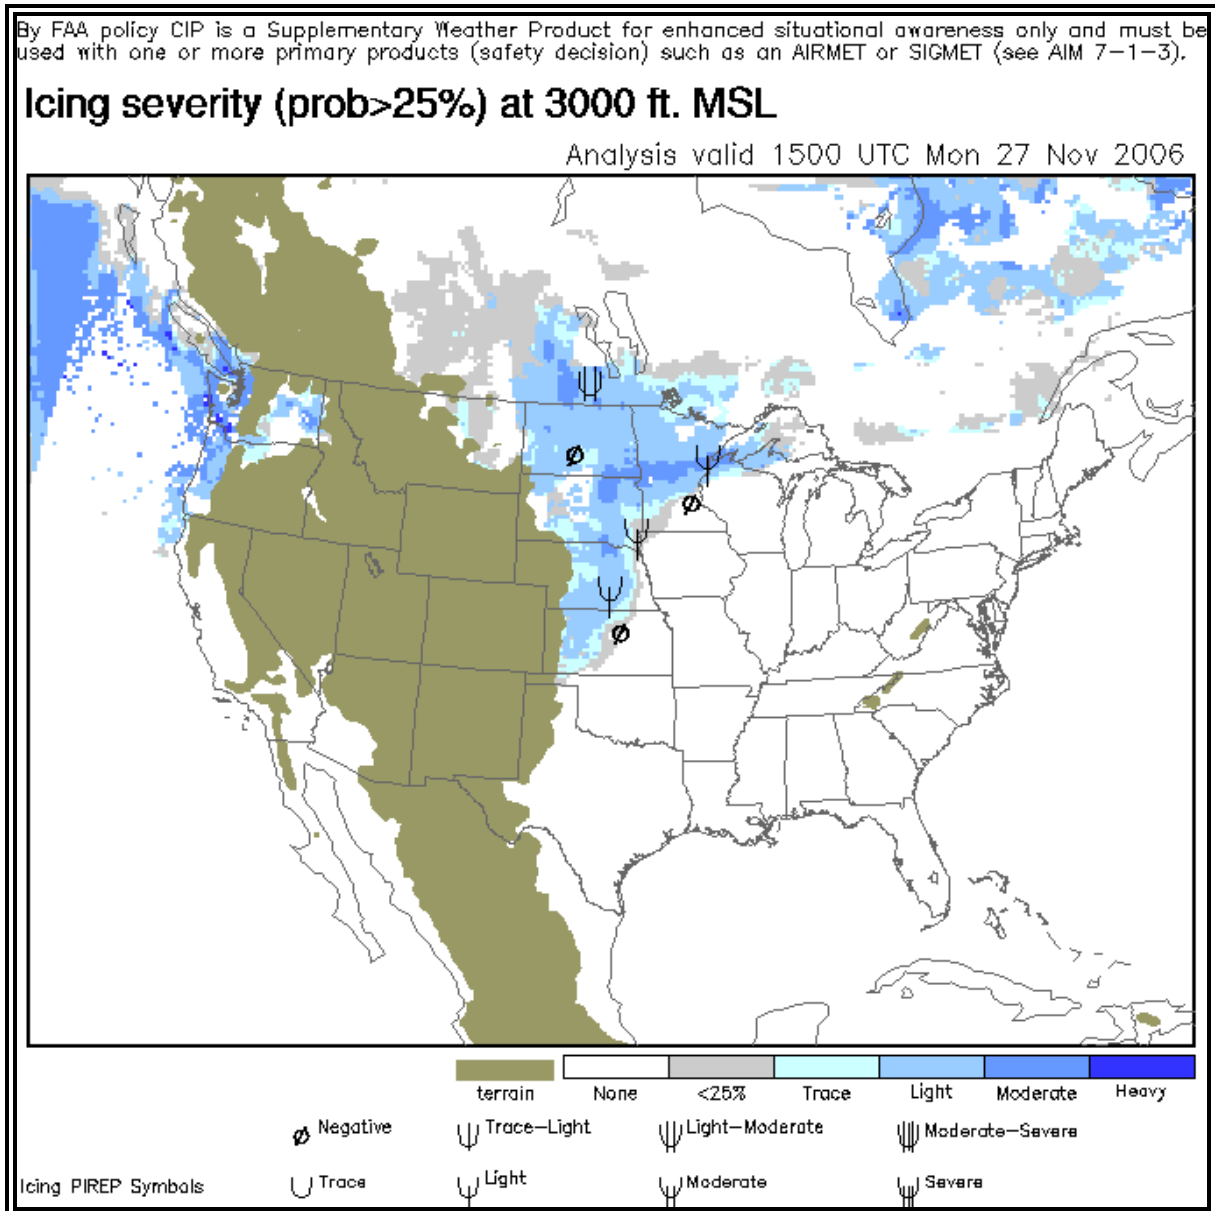 By FAA policy CIP is a Supplementary Weather Product for enhanced situational awareness only and must be
used with one or more primary products (safety decision) such as an AIRMET or SIGMET (see AIM 7-1-3).
Icing severity (prob>25%) at 3000 ft. MSL
Analysis valid 1500 UTC Mon 27 Nov 2006
terrain None <25% Trace Light Moderate Heavy
Negative Trace-Light Light-Moderate Moderate-Severe
Icing PIREP Symbols Trace Light Moderate Severe